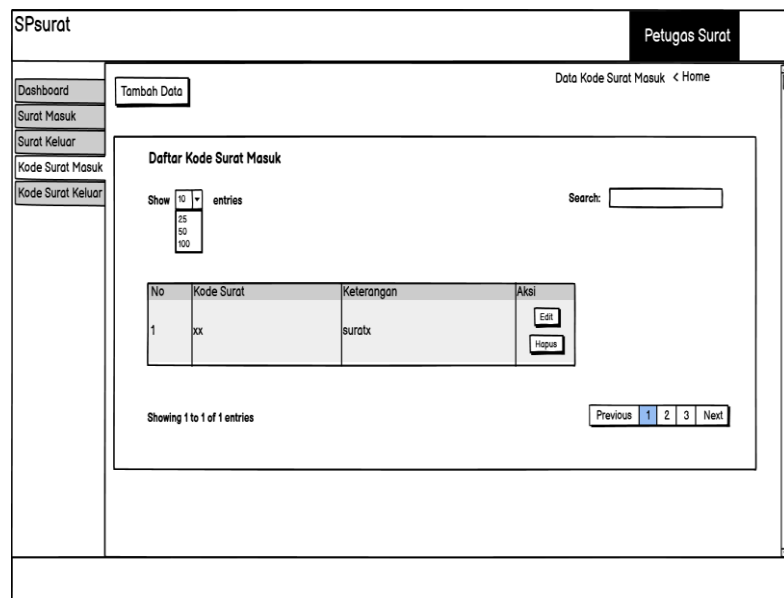 SPsurat
Petugas Surat
Dashboard
Surat Masuk
Surat Keluar
Kode Surat Masuk
Kode Surat Keluar
Tambah Data
Data Kode Surat Masuk < Home
Daftar Kode Surat Masuk
Show 10 entries
25
50
100
Search:
No Kode Surat Keterangan Aksi
1 xx suratx Edit
Hapus
Showing 1 to 1 of 1 entries
Previous 1 2 3 Next